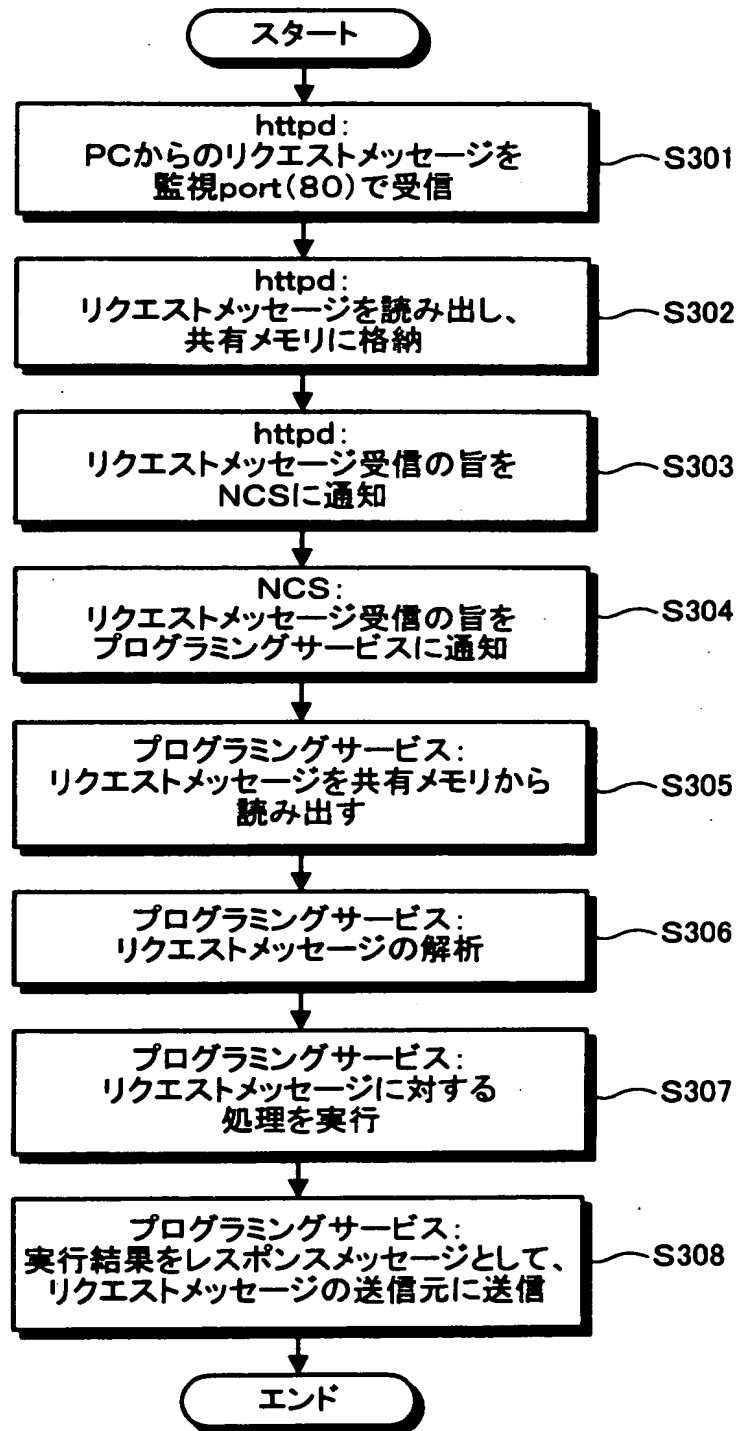 スタート
httpd:
PCからのリクエストメッセージを
監視port(80)で受信
S301
httpd:
リクエストメッセージを読み出し、
共有メモリに格納
S302
httpd:
リクエストメッセージ受信の旨を
NCSに通知
S303
NCS:
リクエストメッセージ受信の旨を
プログラミングサービスに通知
S304
プログラミングサービス:
リクエストメッセージを共有メモリから
読み出す
S305
プログラミングサービス:
リクエストメッセージの解析
S306
プログラミングサービス:
リクエストメッセージに対する
処理を実行
S307
プログラミングサービス:
実行結果をレスポンスメッセージとして、
リクエストメッセージの送信元に送信
S308
エンド